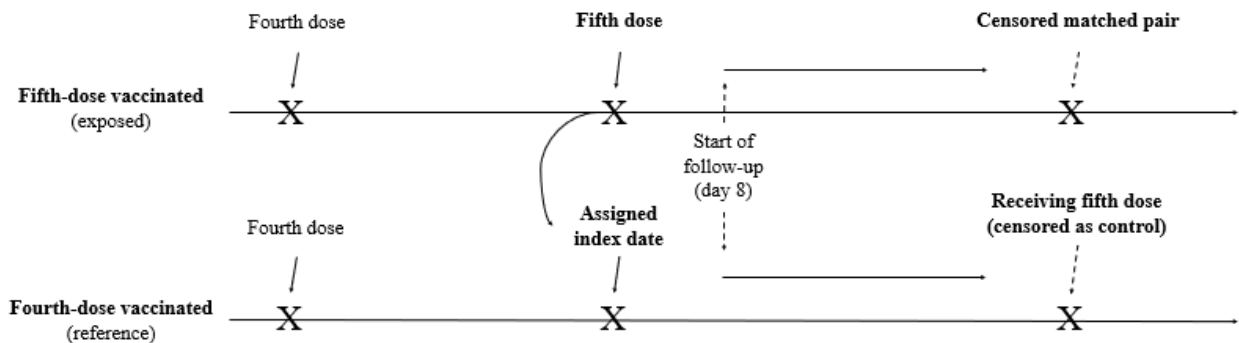 Fourth dose
Fifth dose
Censored matched pair
Fifth-dose vaccinated
(exposed)
X
X
X
Start of
follow-up
(day 8)
Fourth dose
Assigned
index date
Receiving fifth dose
(censored as control)
Fourth-dose vaccinated
(reference)
X
X
X